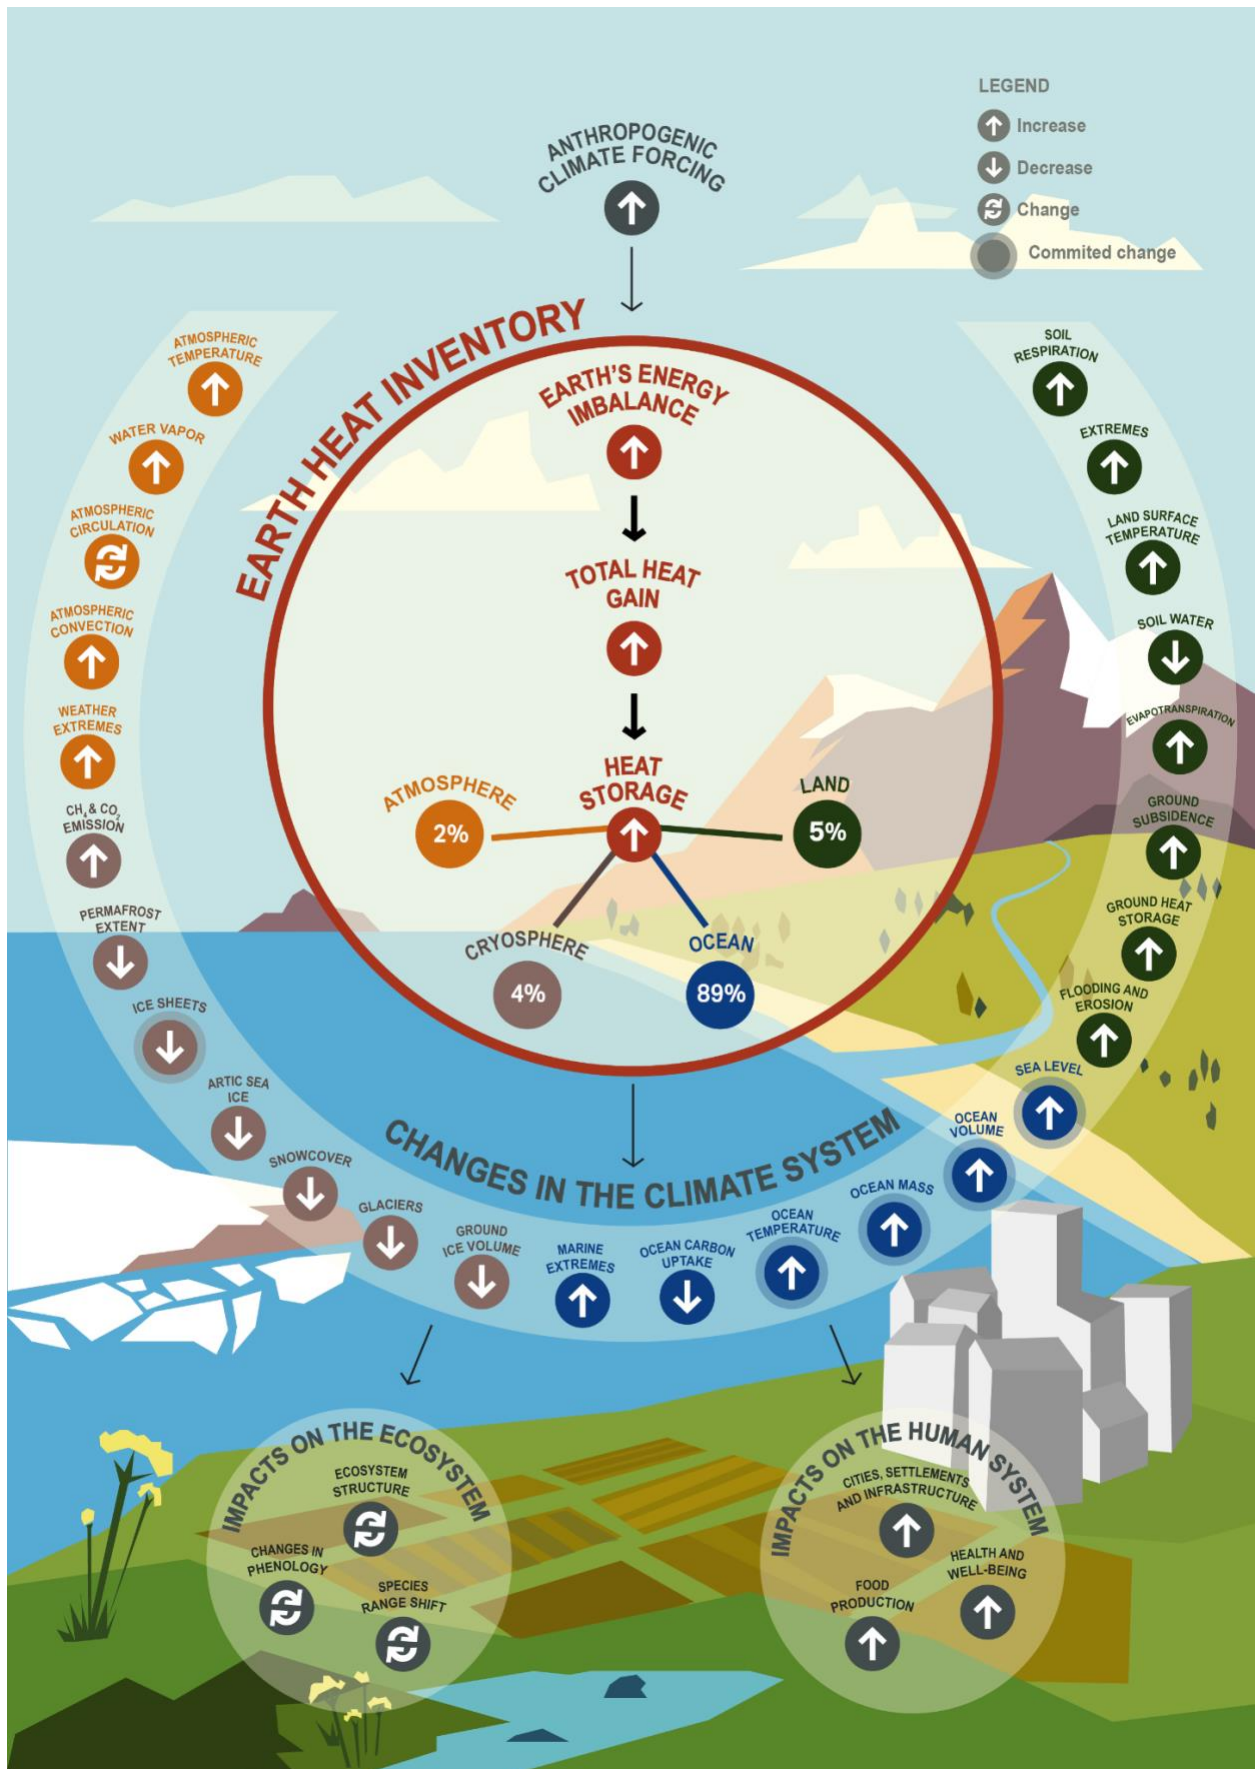 LEGEND
Increase
Decrease
Change
Commited change
ANTHROPOGENIC
CLIMATE FORCING
EARTH HEAT INVENTORY
EARTH'S ENERGY
IMBALANCE
TOTAL HEAT
GAIN
HEAT
STORAGE
ATMOSPHERE
2%
LAND
5%
CRYOSPHERE
4%
OCEAN
89%
CHANGES IN THE CLIMATE SYSTEM
ATMOSPHERIC
TEMPERATURE
WATER VAPOR
ATMOSPHERIC
CIRCULATION
ATMOSPHERIC
CONVECTION
WEATHER
EXTREMES
CH₄ & CO₂
EMISSION
PERMAFROST
EXTENT
ICE SHEETS
ARTIC SEA
ICE
SNOWCOVER
GLACIERS
GROUND
ICE VOLUME
MARINE
EXTREMES
OCEAN CARBON
UPTAKE
OCEAN
TEMPERATURE
OCEAN MASS
OCEAN
VOLUME
SEA LEVEL
FLOODING AND
EROSION
GROUND HEAT
STORAGE
GROUND
SUBSIDENCE
EVAPOTRANSPIRATION
SOIL WATER
LAND SURFACE
TEMPERATURE
EXTREMES
SOIL
RESPIRATION
IMPACTS ON THE ECOSYSTEM
ECOSYSTEM
STRUCTURE
CHANGES IN
PHENOLOGY
SPECIES
RANGE SHIFT
IMPACTS ON THE HUMAN SYSTEM
CITIES, SETTLEMENTS
AND INFRASTRUCTURE
HEALTH AND
WELL-BEING
FOOD
PRODUCTION